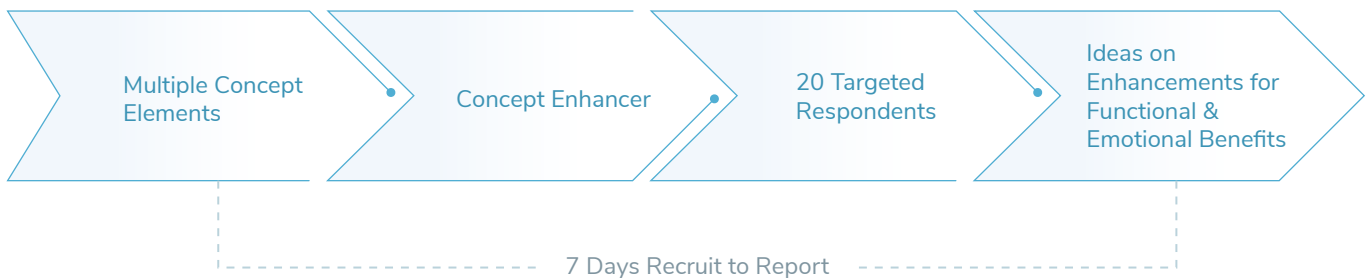 Multiple Concept
Elements
Concept Enhancer
20 Targeted
Respondents
Ideas on
Enhancements for
Functional &
Emotional Benefits
7 Days Recruit to Report